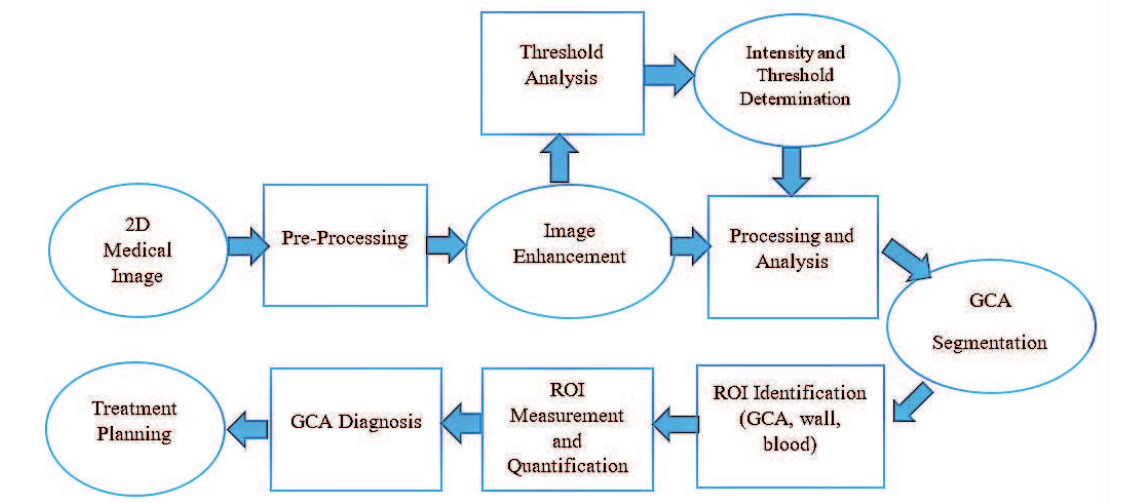 2D
Medical
Image
Pre-Processing
Image
Enhancement
Threshold
Analysis
Intensity and
Threshold
Determination
Processing and
Analysis
GCA
Segmentation
ROI Identification
(GCA, wall,
blood)
ROI
Measurement
and
Quantification
GCA Diagnosis
Treatment
Planning